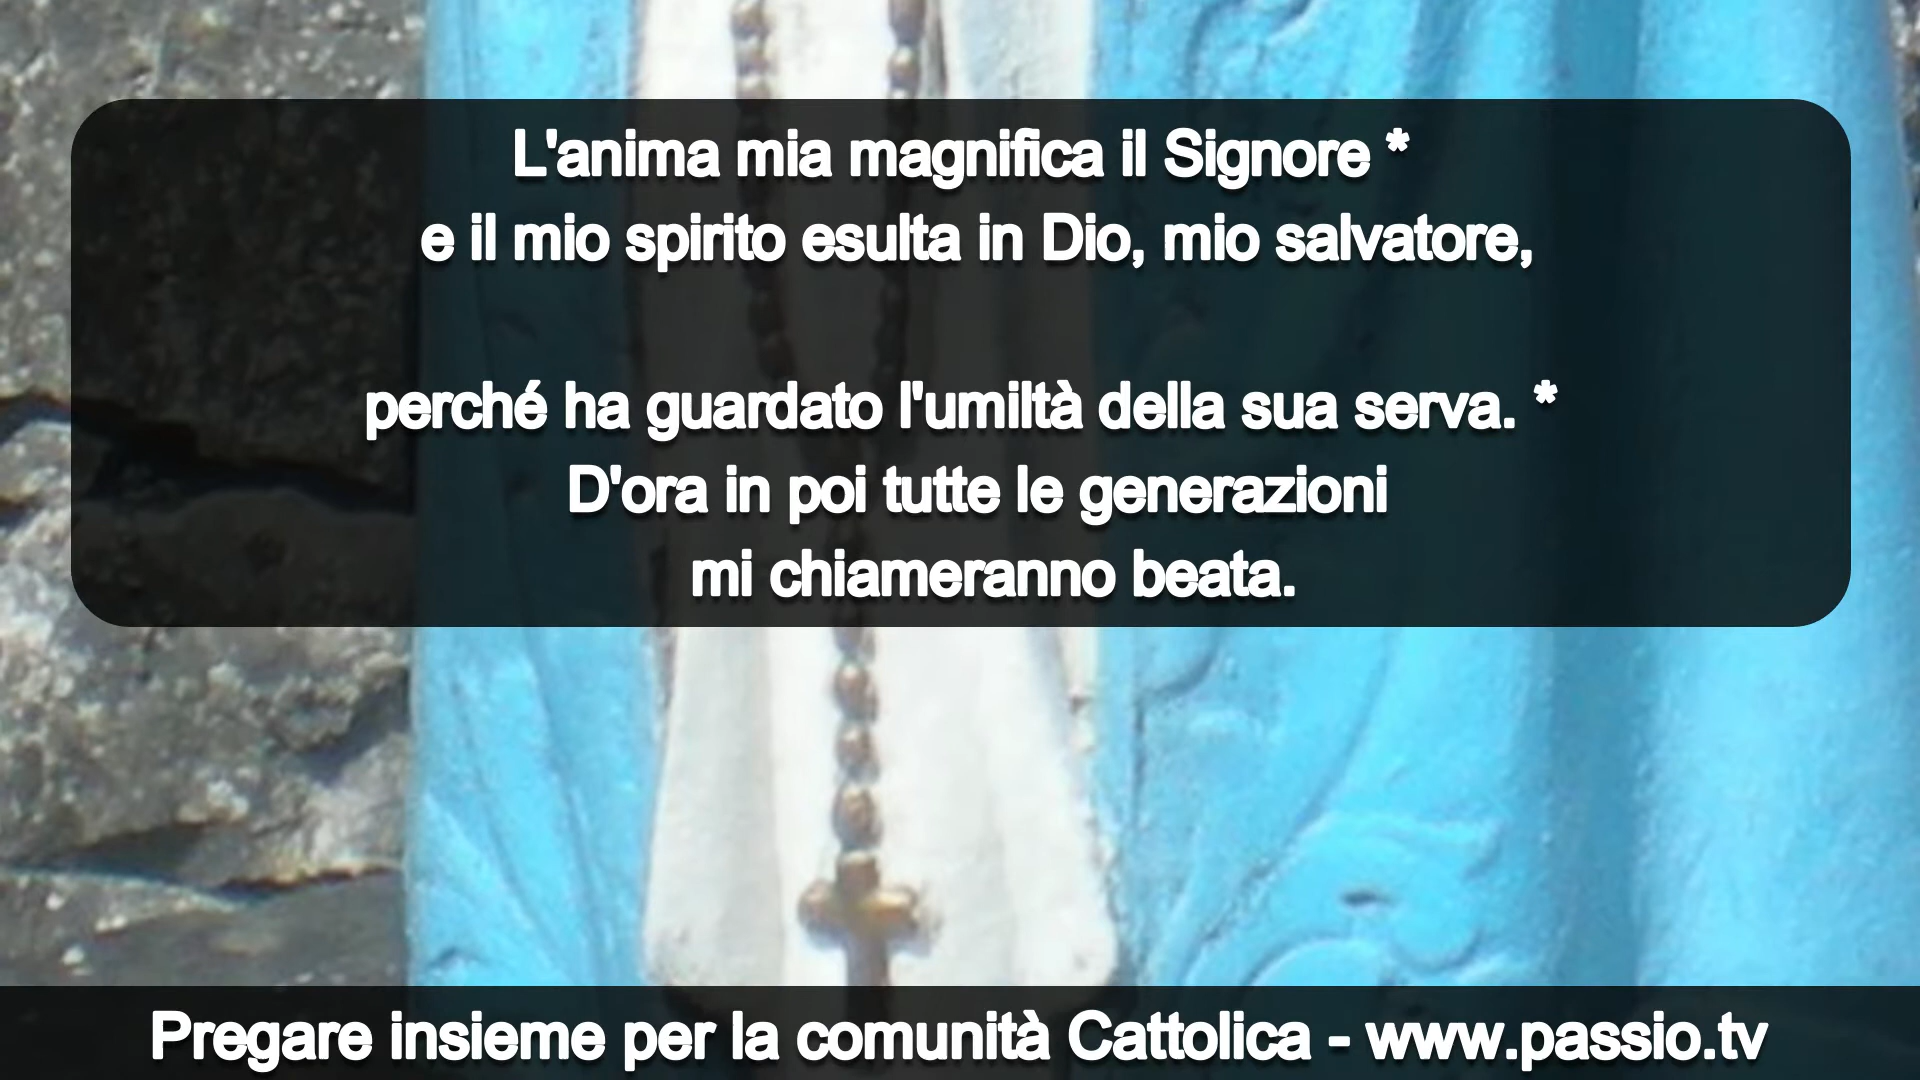 L'anima mia magnifica il Signore *
e il mio spirito esulta in Dio, mio salvatore,
perché ha guardato l'umiltà della sua serva. *
D'ora in poi tutte le generazioni
mi chiameranno beata.
Pregare insieme per la comunità Cattolica - www.passio.tv